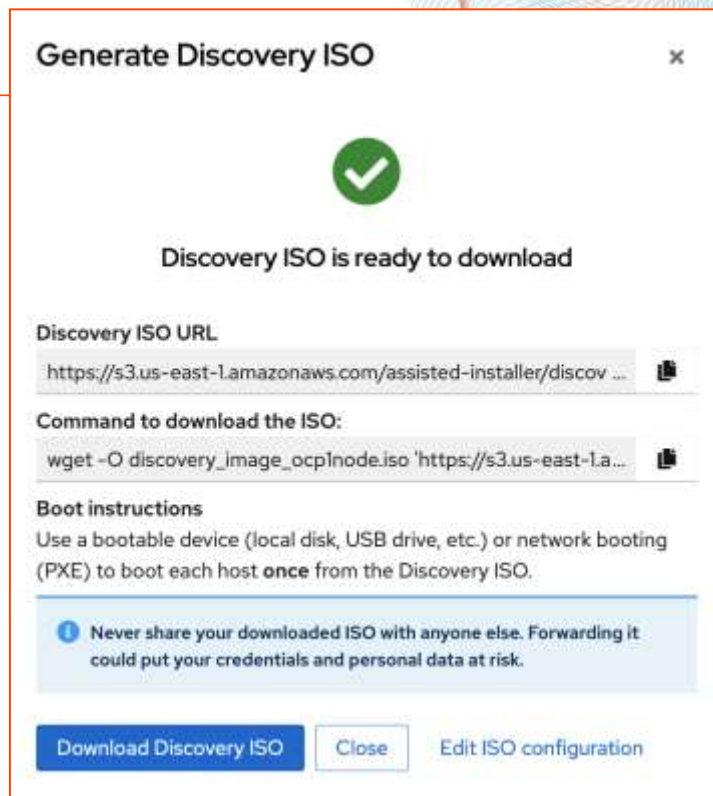 Generate Discovery ISO
Discovery ISO is ready to download
Discovery ISO URL
https://s3.us-east-1.amazonaws.com/assisted-installer/discov ...
Command to download the ISO:
wget -O discovery_image_ocp1node.iso 'https://s3.us-east-1.a...
Boot instructions
Use a bootable device (local disk, USB drive, etc.) or network booting
(PXE) to boot each host once from the Discovery ISO.
Never share your downloaded ISO with anyone else. Forwarding it
could put your credentials and personal data at risk.
Download Discovery ISO Close Edit ISO configuration